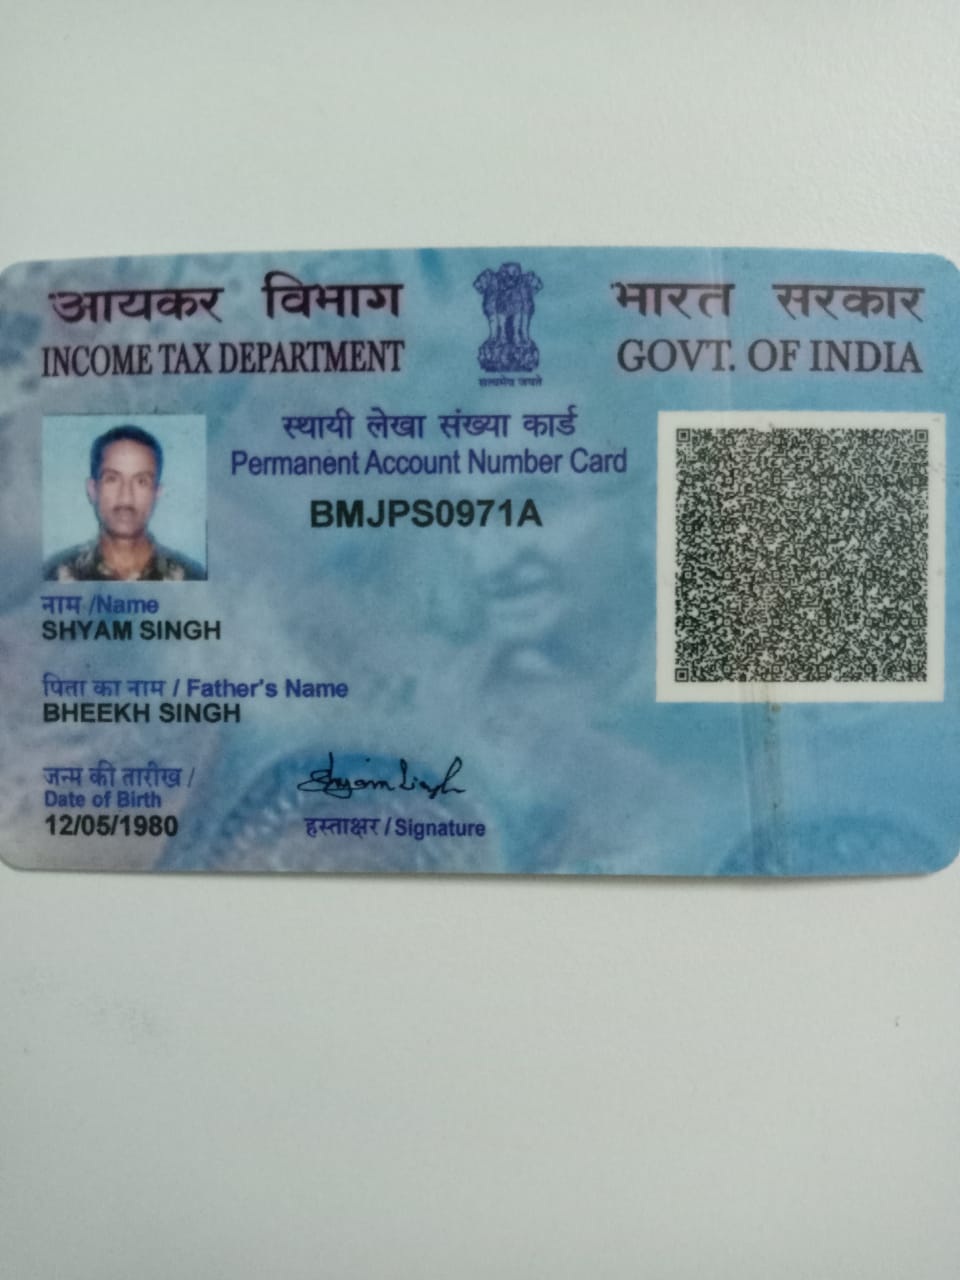 आयकर विभाग
INCOME TAX DEPARTMENT
भारत सरकार
GOVT. OF INDIA
सत्यमेव जयते
स्थायी लेखा संख्या कार्ड
Permanent Account Number Card
BMJPS0971A
नाम /Name
SHYAM SINGH
पिता का नाम / Father's Name
BHEEKH SINGH
जन्म की तारीख /
Date of Birth
12/05/1980
Shyam Singh
हस्ताक्षर / Signature